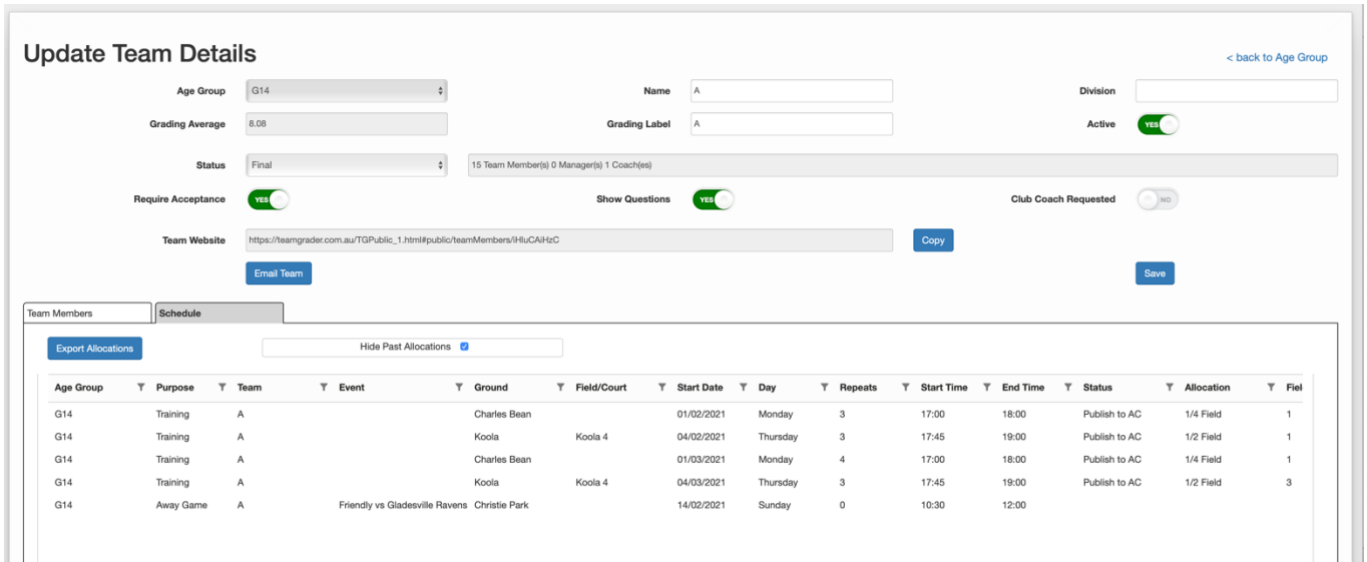 Update Team Details
< back to Age Group
Age Group G14 Name A Division
Grading Average 8.08 Grading Label A Active YES
Status Final 15 Team Member(s) 0 Manager(s) 1 Coach(es)
Require Acceptance YES Show Questions YES Club Coach Requested NO
Team Website https://teamgrader.com.au/TGPublic_1.html#public/teamMembers/iHluCAiHzC Copy
Email Team Save
Team Members Schedule
Export Allocations Hide Past Allocations
Age Group Purpose Team Event Ground Field/Court Start Date Day Repeats Start Time End Time Status Allocation Fiel
G14 Training A Charles Bean 01/02/2021 Monday 3 17:00 18:00 Publish to AC 1/4 Field 1
G14 Training A Koola Koola 4 04/02/2021 Thursday 3 17:45 19:00 Publish to AC 1/2 Field 1
G14 Training A Charles Bean 01/03/2021 Monday 4 17:00 18:00 Publish to AC 1/4 Field 1
G14 Training A Koola Koola 4 04/03/2021 Thursday 3 17:45 19:00 Publish to AC 1/2 Field 3
G14 Away Game A Friendly vs Gladesville Ravens Christie Park 14/02/2021 Sunday 0 10:30 12:00